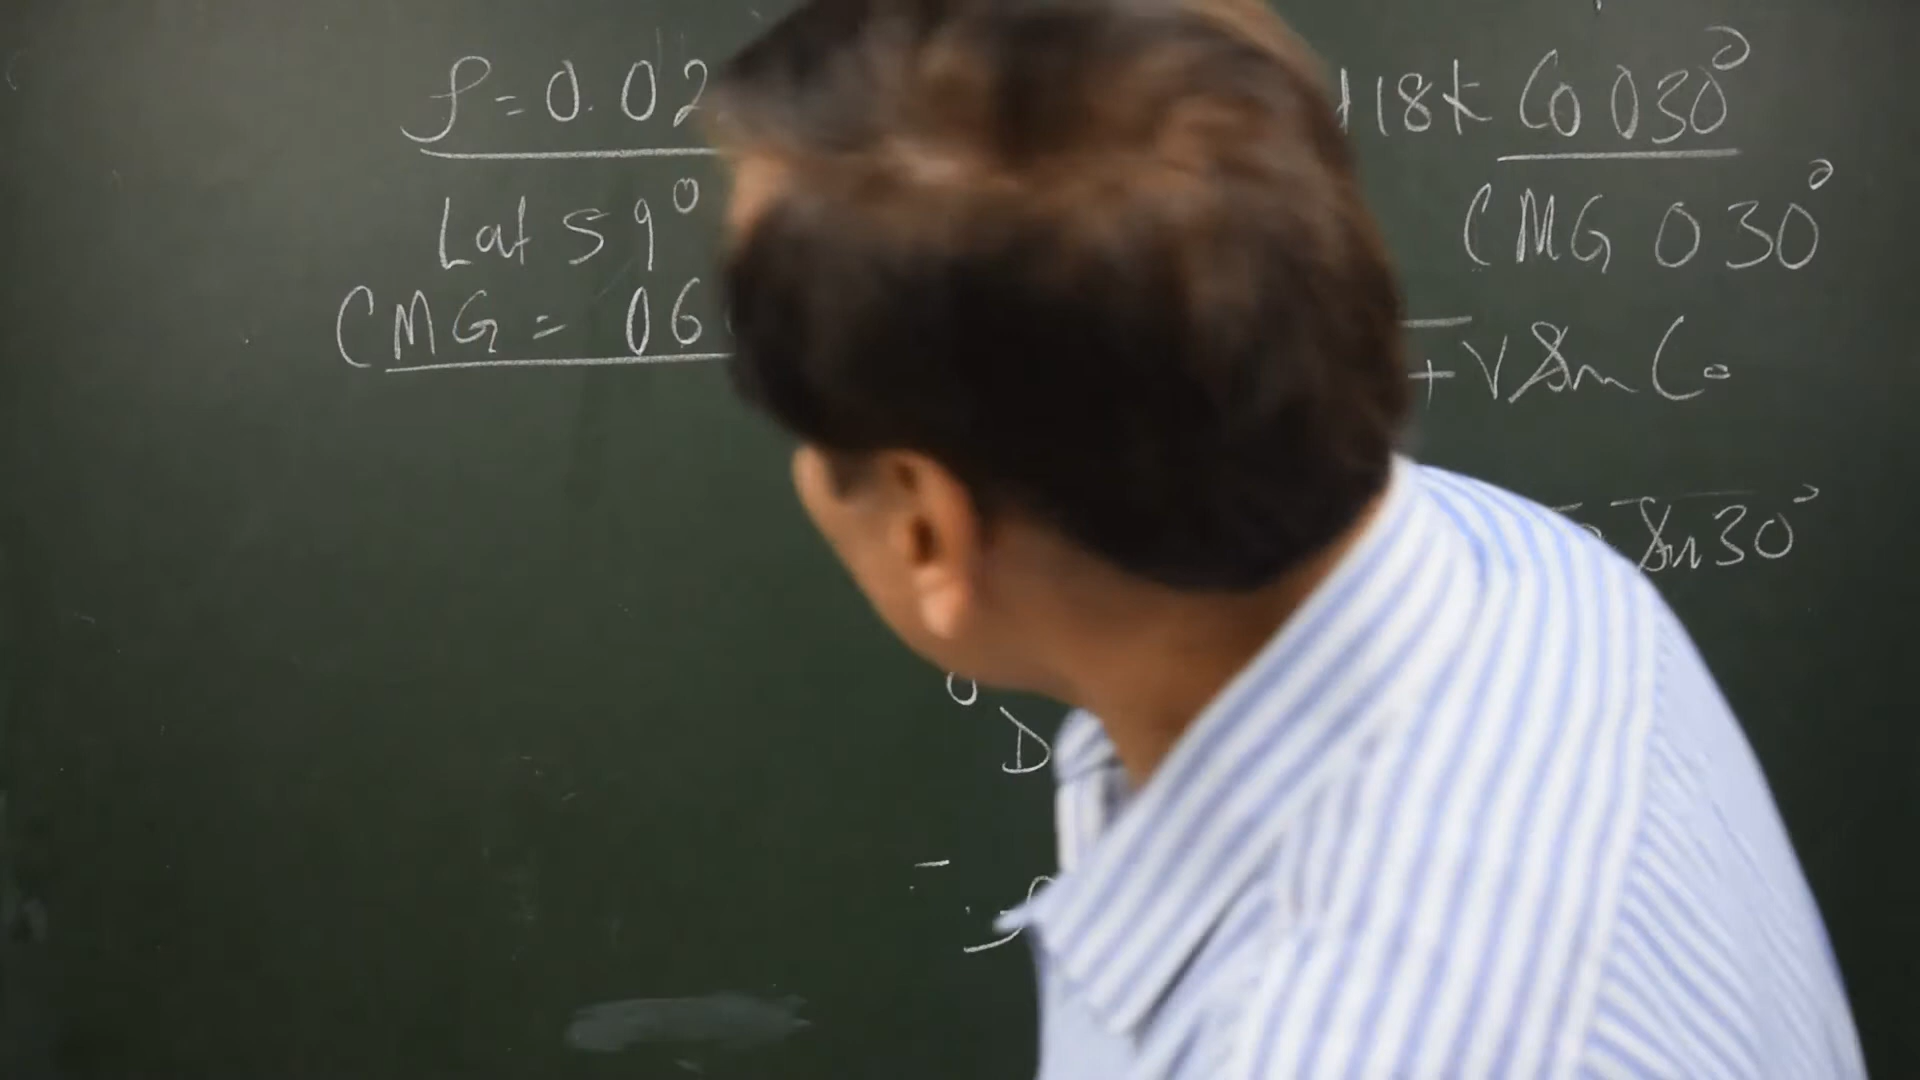 f = 0.02
Lat 59°
CMG = 06
18k Co 030°
CMG 030°
+ V Sin Co
Sin 30°
D